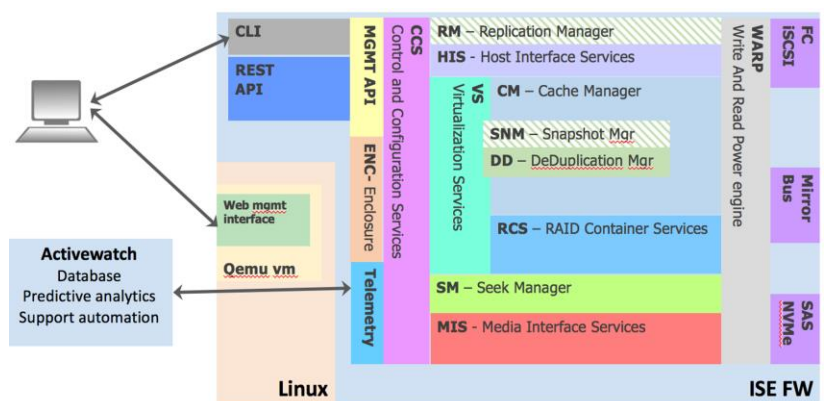 CLI
REST
API
MGMT API
CCS
Control and Configuration Services
RM – Replication Manager
HIS - Host Interface Services
VS
Virtualization Services
CM – Cache Manager
SNM – Snapshot Mgr
DD – DeDuplication Mgr
RCS – RAID Container Services
SM – Seek Manager
MIS - Media Interface Services
WARP
Write And Read Power engine
FC
iSCSI
Mirror
Bus
SAS
NVMe
ENC- Enclosure
Telemetry
Web mgmt
interface
Qemu vm
Activewatch
Database
Predictive analytics
Support automation
Linux
ISE FW